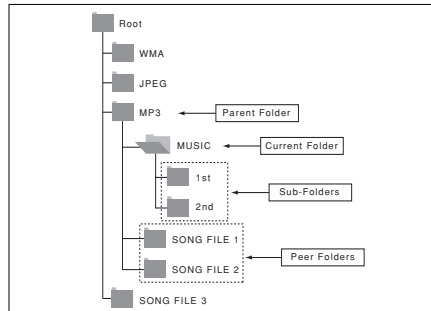 Root
WMA
JPEG
MP3
Parent Folder
MUSIC
Current Folder
1st
Sub-Folders
2nd
SONG FILE 1
Peer Folders
SONG FILE 2
SONG FILE 3